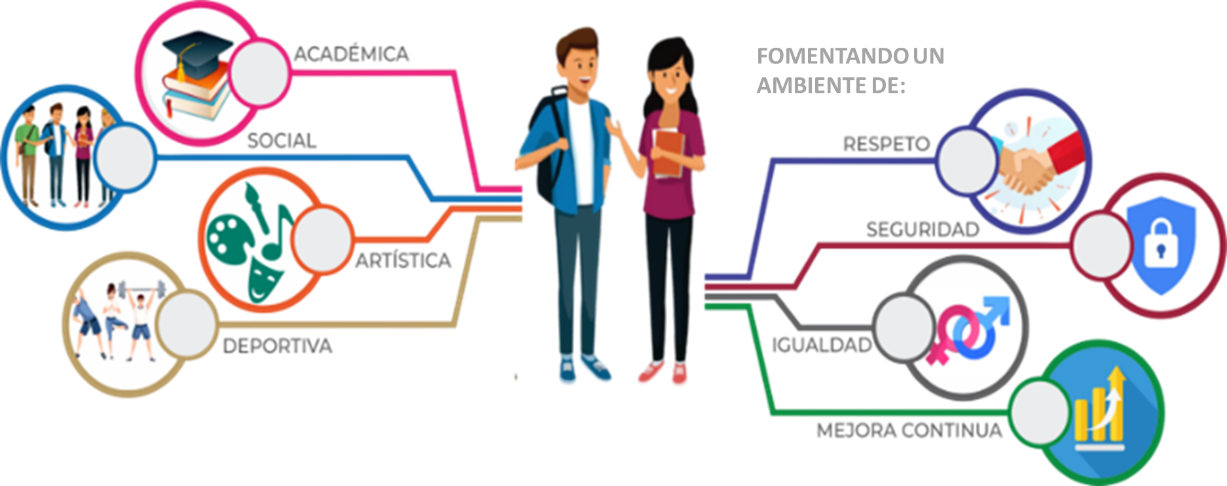 ACADÉMICA
SOCIAL
ARTÍSTICA
DEPORTIVA
FOMENTANDO UN
AMBIENTE DE:
RESPETO
SEGURIDAD
IGUALDAD
MEJORA CONTINUA